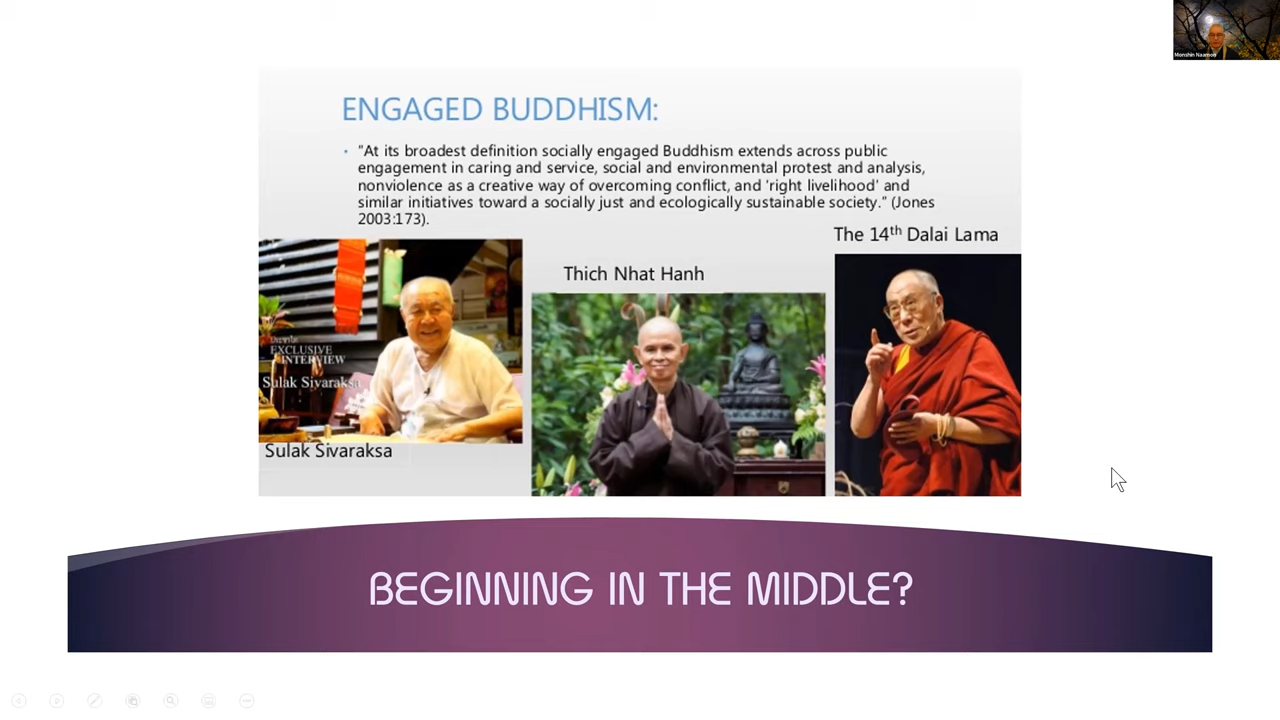 Monshin Naamon
ENGAGED BUDDHISM:
• “At its broadest definition socially engaged Buddhism extends across public
engagement in caring and service, social and environmental protest and analysis,
nonviolence as a creative way of overcoming conflict, and ‘right livelihood’ and
similar initiatives toward a socially just and ecologically sustainable society.” (Jones
2003:173).
The 14th Dalai Lama
Thich Nhat Hanh
EXCLUSIVE
INTERVIEW
Sulak Sivaraksa
Sulak Sivaraksa
BEGINNING IN THE MIDDLE?